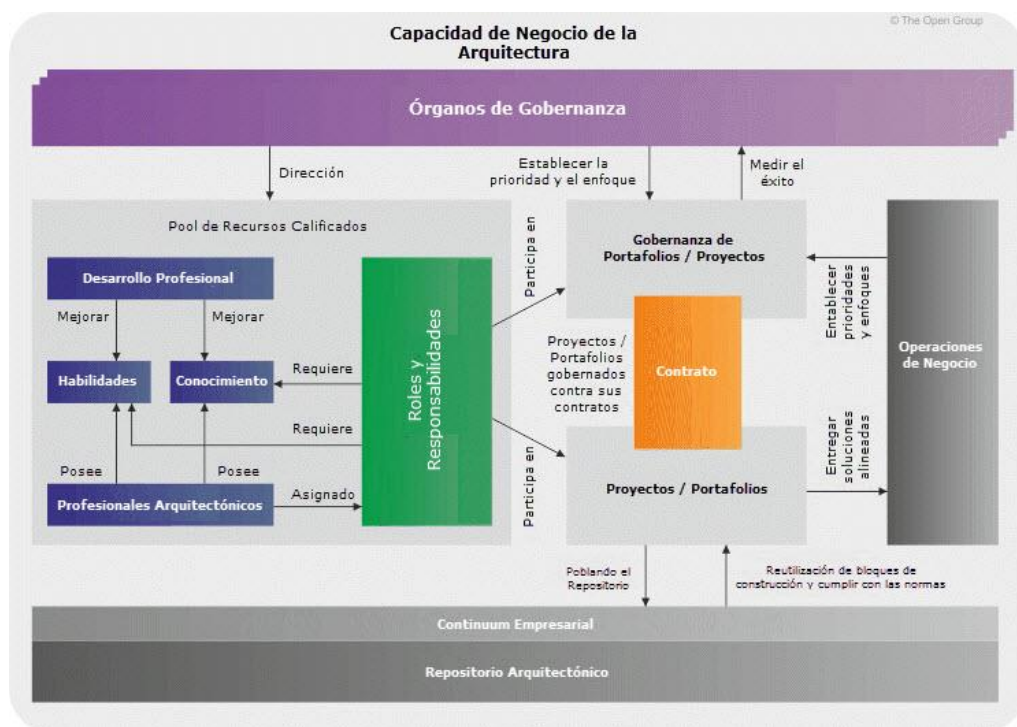 © The Open Group
Capacidad de Negocio de la
Arquitectura
Órganos de Gobernanza
Dirección
Establecer la
prioridad y el enfoque
Medir el
éxito
Pool de Recursos Calificados
Desarrollo Profesional
Mejorar
Mejorar
Habilidades
Conocimiento
Requiere
Requiere
Posee
Posee
Profesionales Arquitectónicos
Asignado
Roles y
Responsabilidades
Participa en
Participa en
Gobernanza de
Portafolios / Proyectos
Proyectos /
Portafolios
gobernados
contra sus
contratos
Contrato
Proyectos / Portafolios
Entablecer
prioridades
y enfoques
Entregar
soluciones
alineadas
Operaciones
de Negocio
Poblando el
Repositorio
Reutilización de bloques de
construcción y cumplir con las normas
Continuum Empresarial
Repositorio Arquitectónico